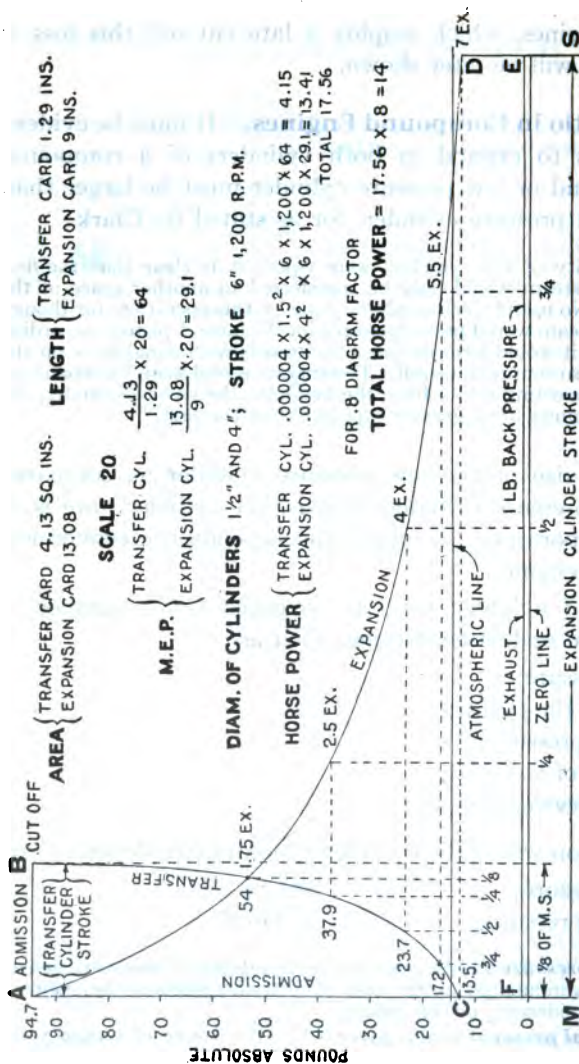 AREA { TRANSFER CARD 4.13 SQ. INS.
EXPANSION CARD 13.08 " "
LENGTH { TRANSFER CARD 1.29 INS.
EXPANSION CARD 9 INS.
SCALE 20
M.E.P. { TRANSFER CYL. 4.13/1.29 × 20 = 64.
EXPANSION CYL. 13.08/9 × 20 = 29.1
DIAM. OF CYLINDERS 1½" AND 4"; STROKE 4"; 1,200 R.P.M.
HORSE POWER { TRANSFER CYL. .000004 × 1.5² × 6 × 1,200 × 64 = 4.15
EXPANSION CYL. .000004 × 4² × 6 × 1,200 × 29.1 = 13.41
TOTAL 17.56
FOR DIAGRAM FACTOR
TOTAL HORSE POWER = 17.56 × .8 = 14
A ADMISSION B CUT OFF
TRANSFER CYLINDER STROKE
94.7
90
80
70
60
50
40
30
20
10
0
POUNDS ABSOLUTE
ADMISSION
TRANSFER
54
1.75 EX.
37.9
2.5 EX.
EXPANSION
23.7
4 EX.
5.5 EX.
17.2
15.5
7 EX.
C
D
ATMOSPHERIC LINE
¾ ½ ¼ ⅛
EXHAUST
1 LB. BACK PRESSURE
F
E
⅛ OF M.S.
ZERO LINE
¼ ½ ¾
M
EXPANSION CYLINDER STROKE
S